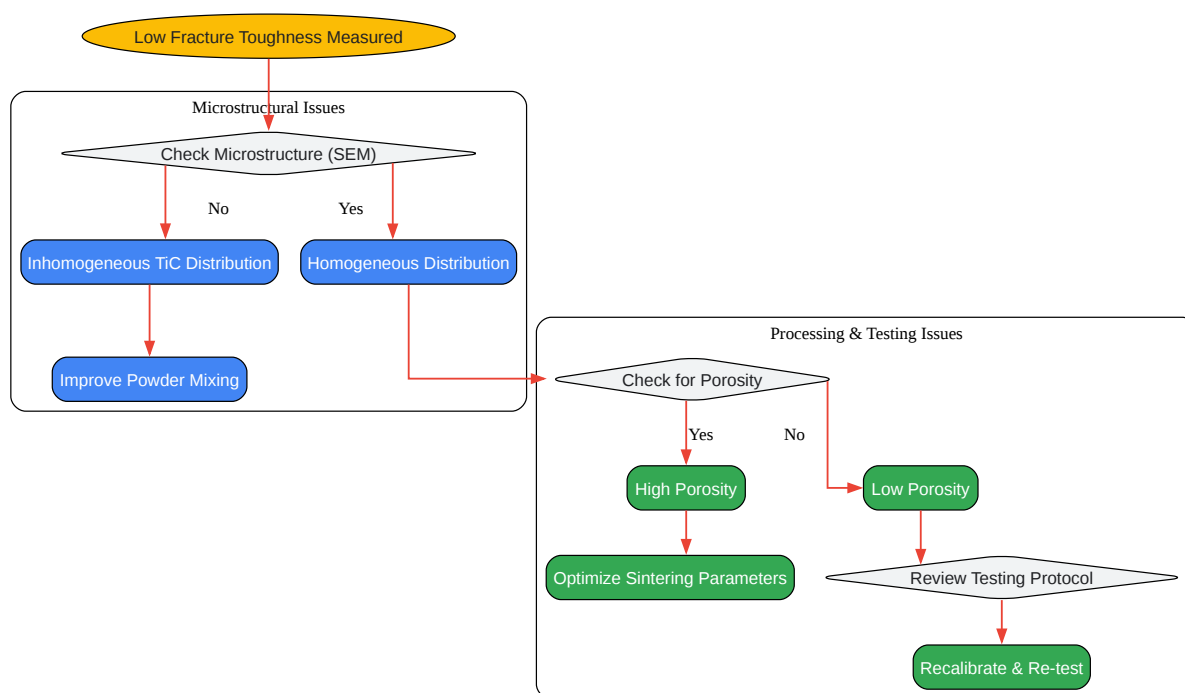 Low Fracture Toughness Measured
Microstructural Issues
Check Microstructure (SEM)
No
Yes
Inhomogeneous TiC Distribution
Homogeneous Distribution
Improve Powder Mixing
Processing & Testing Issues
Check for Porosity
Yes
No
High Porosity
Low Porosity
Optimize Sintering Parameters
Review Testing Protocol
Recalibrate & Re-test